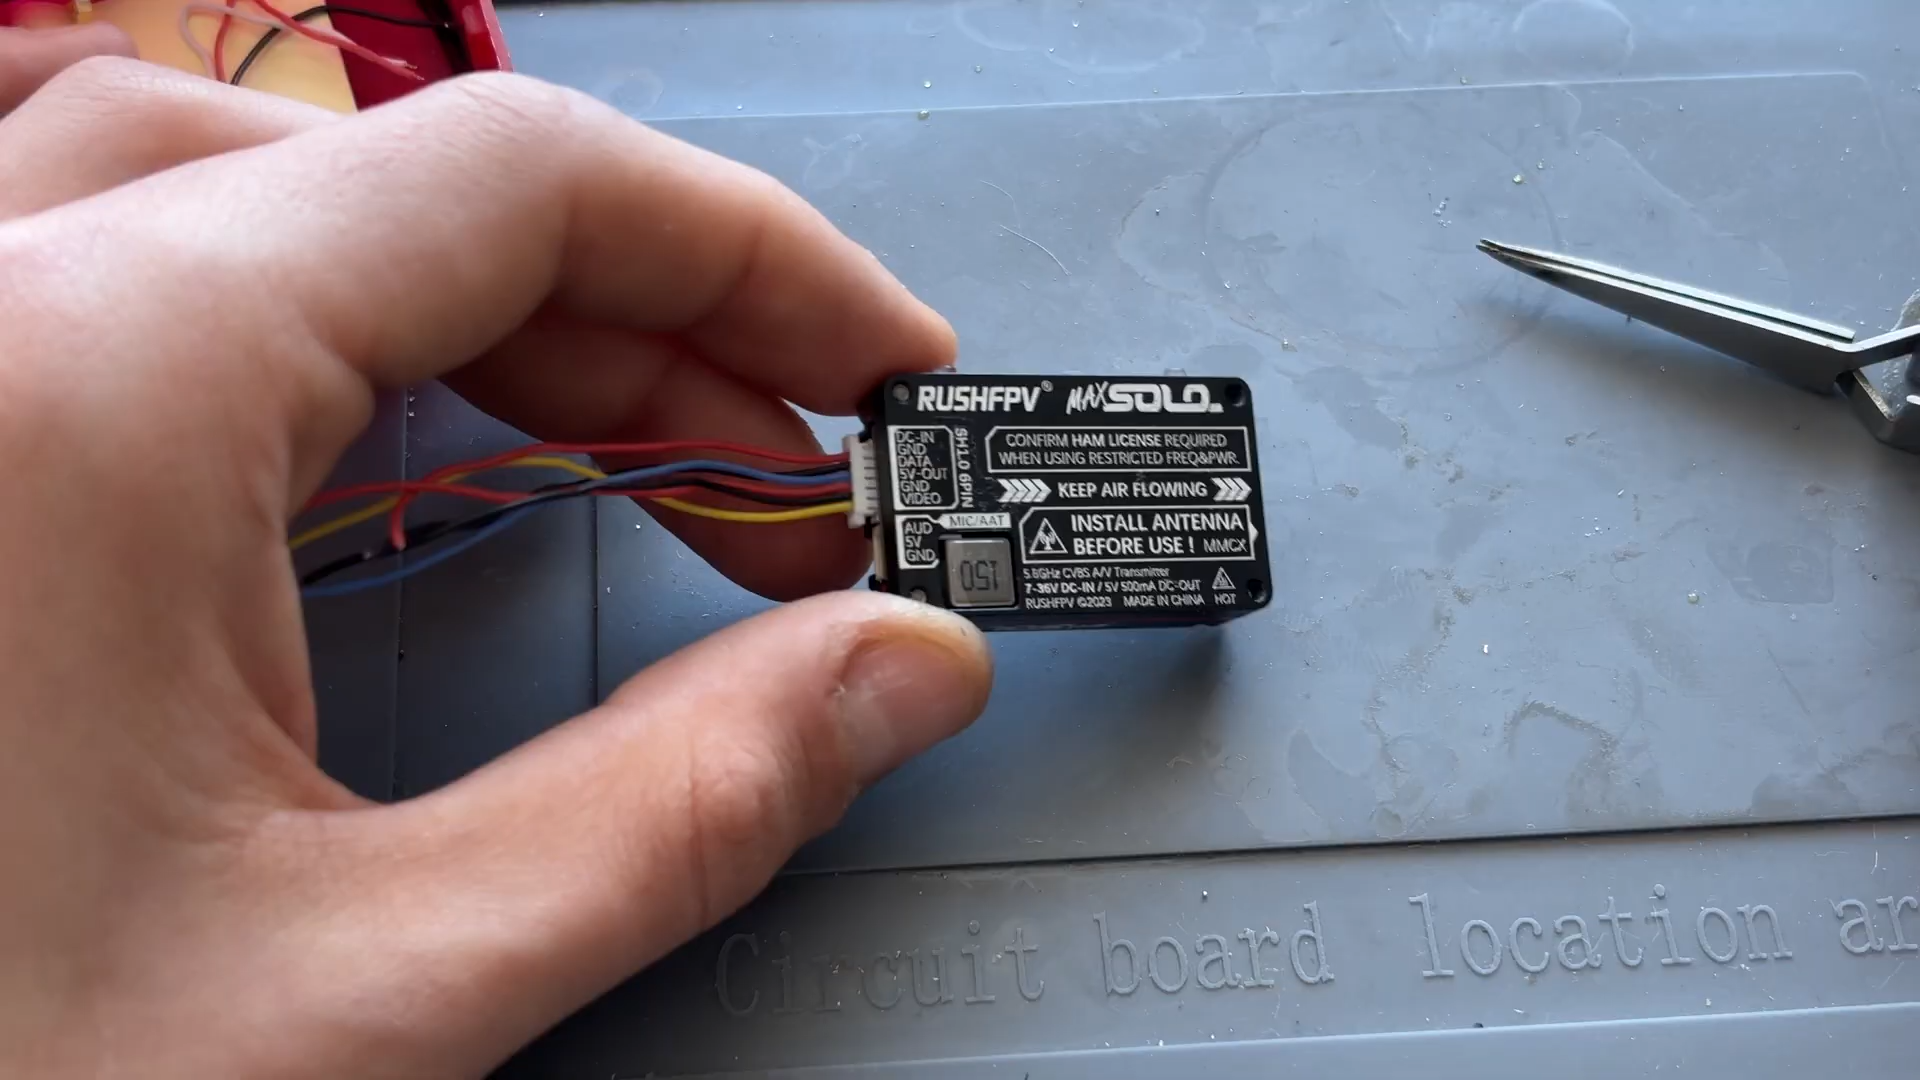 RUSHFPV® MAX SOLO
DC-IN
GND
DATA
5V-OUT
GND
VIDEO
SH1.0 6PIN
CONFIRM HAM LICENSE REQUIRED
WHEN USING RESTRICTED FREQ&PWR.
KEEP AIR FLOWING
MIC/AAT
AUD
5V
GND
150
INSTALL ANTENNA
BEFORE USE ! MMCX
5.8GHz CVBS A/V Transmitter
7-36V DC-IN / 5V 500mA DC-OUT
RUSHFPV ©2023 MADE IN CHINA HOT
Circuit board location ar